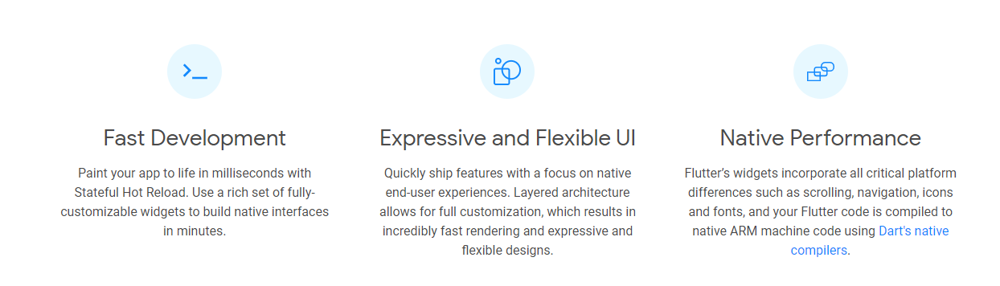 Fast Development
Paint your app to life in milliseconds with
Stateful Hot Reload. Use a rich set of fully-
customizable widgets to build native interfaces
in minutes.
Expressive and Flexible UI
Quickly ship features with a focus on native
end-user experiences. Layered architecture
allows for full customization, which results in
incredibly fast rendering and expressive and
flexible designs.
Native Performance
Flutter’s widgets incorporate all critical platform
differences such as scrolling, navigation, icons
and fonts, and your Flutter code is compiled to
native ARM machine code using Dart's native
compilers.